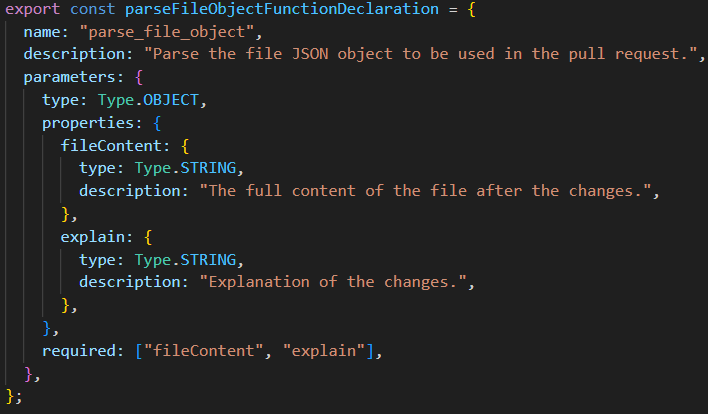 export const parseFileObjectFunctionDeclaration = {
  name: "parse_file_object",
  description: "Parse the file JSON object to be used in the pull request.",
  parameters: {
    type: Type.OBJECT,
    properties: {
      fileContent: {
        type: Type.STRING,
        description: "The full content of the file after the changes.",
      },
      explain: {
        type: Type.STRING,
        description: "Explanation of the changes.",
      },
    },
    required: ["fileContent", "explain"],
  },
};